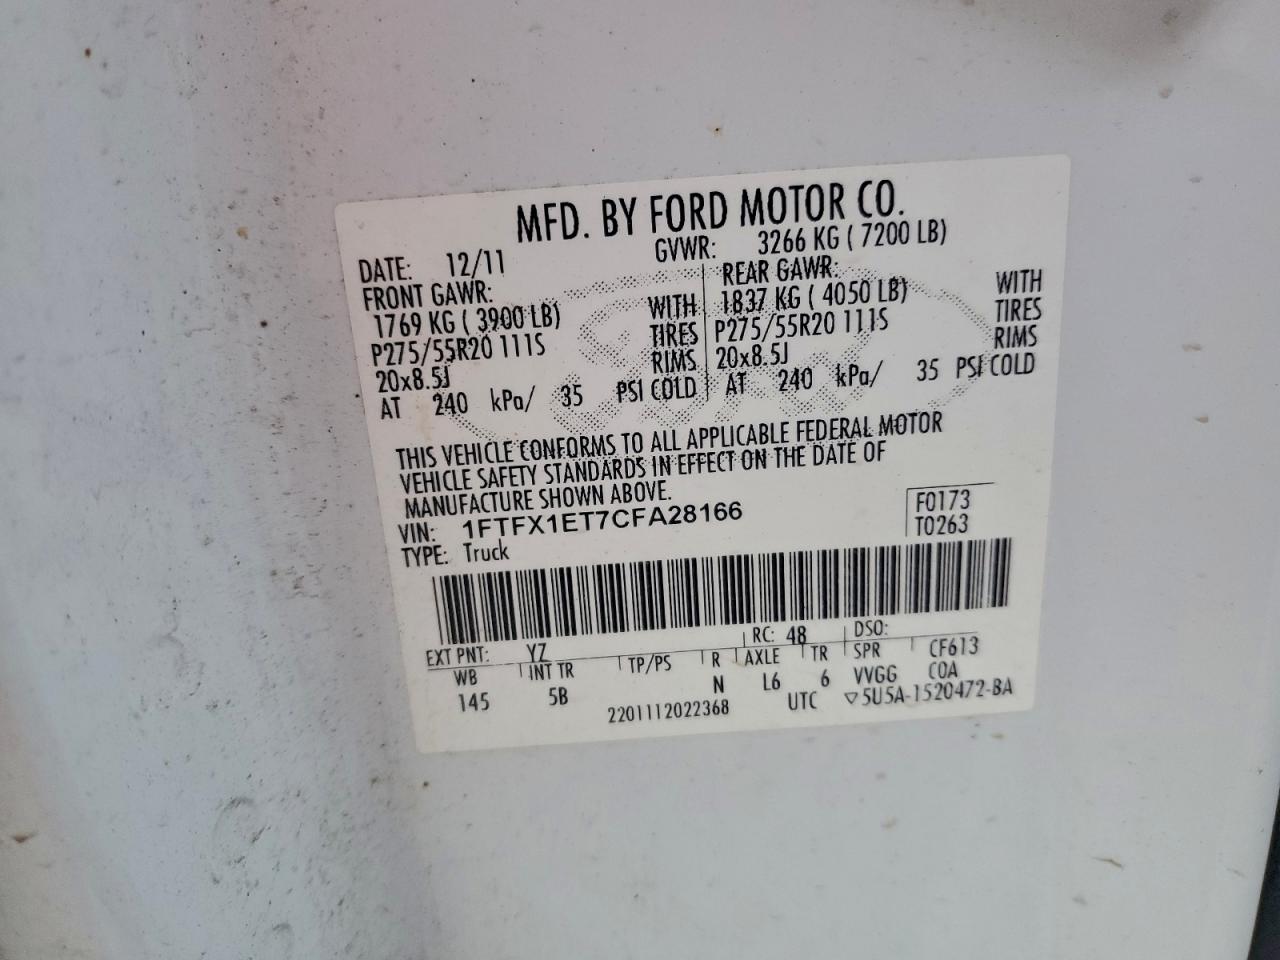 MFD. BY FORD MOTOR CO.
DATE: 12/11 GVWR: 3266 KG ( 7200 LB)
FRONT GAWR: REAR GAWR:
1769 KG ( 3900 LB) WITH 1837 KG ( 4050 LB) WITH
P275/55R20 111S TIRES P275/55R20 111S TIRES
20x8.5J RIMS 20x8.5J RIMS
AT 240 kPa/ 35 PSI COLD AT 240 kPa/ 35 PSI COLD
THIS VEHICLE CONFORMS TO ALL APPLICABLE FEDERAL MOTOR
VEHICLE SAFETY STANDARDS IN EFFECT ON THE DATE OF
MANUFACTURE SHOWN ABOVE.
VIN: 1FTFX1ET7CFA28166 F0173
TYPE: Truck T0263
EXT PNT: YZ RC: 48 DSO:
WB INT TR TP/PS R AXLE TR SPR CF613
145 5B N L6 6 VVGG COA
2201112022368 UTC ▽5U5A-1520472-BA